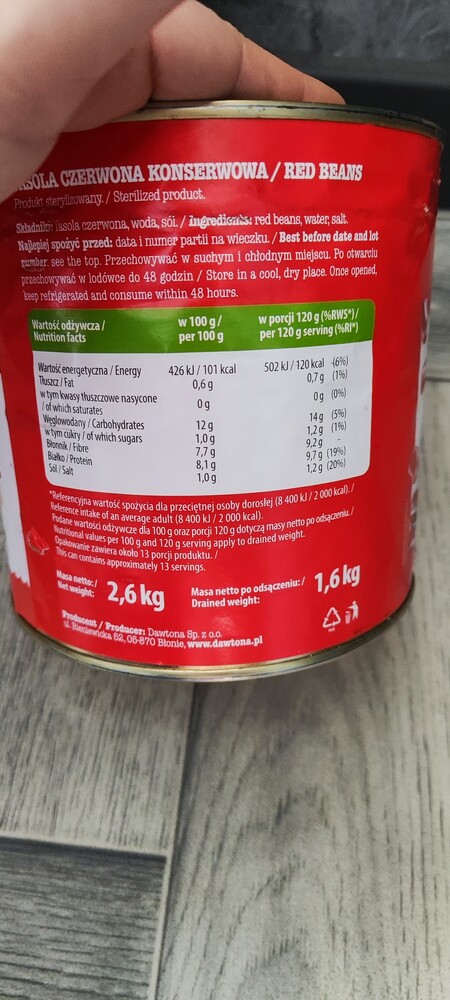 CZERWONA KONSERWOWA / RED BEANS
Produkt sterylizowany. / Sterilized product.
Składniki: fasola czerwona, woda, sól. / Ingredients: red beans, water, salt.
Najlepiej spożyć przed: data i numer partii na wieczku. / Best before date and lot
number: see the top. Przechowywać w suchym i chłodnym miejscu. Po otwarciu
przechowywać w lodówce do 48 godzin / Store in a cool, dry place. Once opened,
keep refrigerated and consume within 48 hours.
Wartość odżywcza / Nutrition facts w 100 g / per 100 g w porcji 120 g (%RWS*) / per 120 g serving (%RI*)
Wartość energetyczna / Energy 426 kJ / 101 kcal 502 kJ / 120 kcal (6%)
Tłuszcz / Fat 0,6 g 0,7 g (1%)
w tym kwasy tłuszczowe nasycone
/ of which saturates 0 g 0 g (0%)
Węglowodany / Carbohydrates 12 g 14 g (5%)
w tym cukry / of which sugars 1,0 g 1,2 g (1%)
Błonnik / Fibre 7,7 g 9,2 g -
Białko / Protein 8,1 g 9,7 g (19%)
Sól / Salt 1,0 g 1,2 g (20%)
*Referencyjna wartość spożycia dla przeciętnej osoby dorosłej (8 400 kJ / 2 000 kcal). /
Reference intake of an average adult (8 400 kJ / 2 000 kcal).
Podane wartości odżywcze dla 100 g oraz porcji 120 g dotyczą masy netto po odsączeniu. /
Nutritional values per 100 g and 120 g serving apply to drained weight.
Opakowanie zawiera około 13 porcji produktu. /
This can contains approximately 13 servings.
Masa netto: / Net weight: 2,6 kg Masa netto po odsączeniu: / Drained weight: 1,6 kg
Producent / Producer: Dawtona Sp. z o.o.
ul. Bieniewicka 52, 05-870 Błonie, www.dawtona.pl